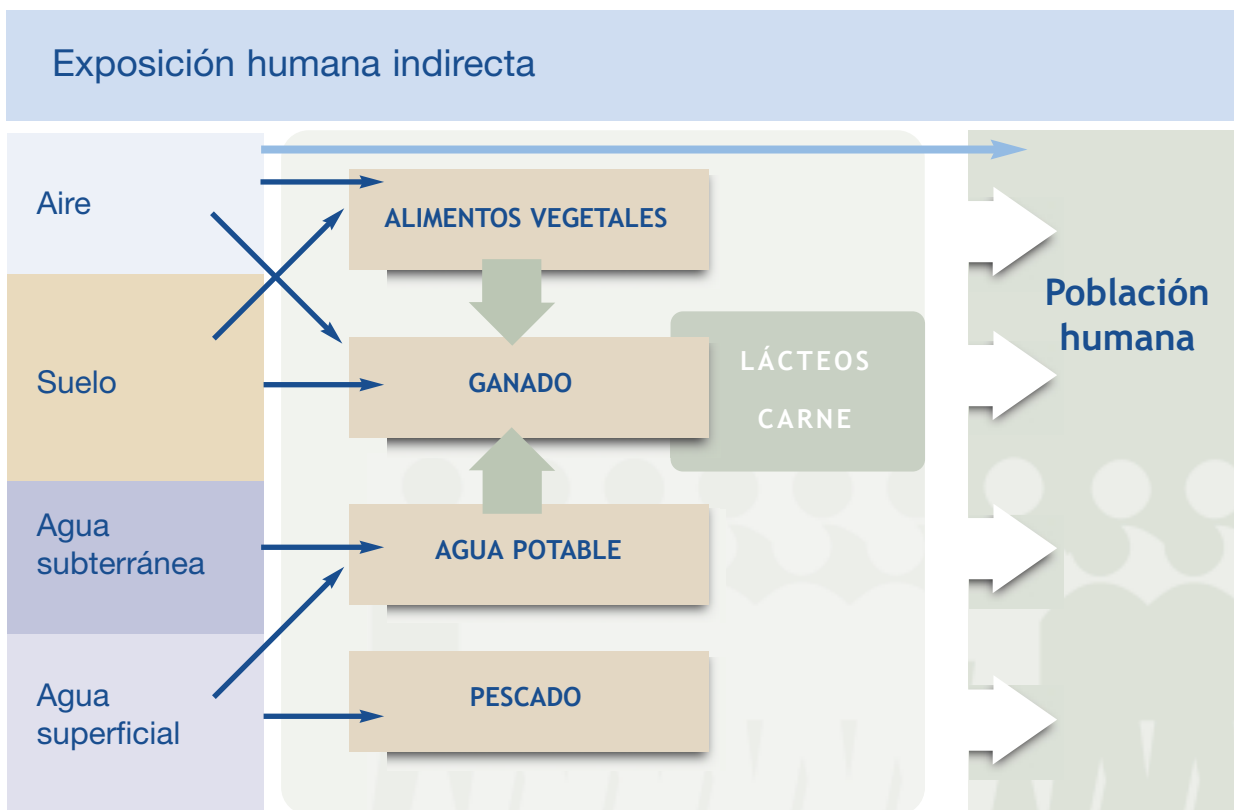 Exposición humana indirecta
Aire
ALIMENTOS VEGETALES
Población
humana
LÁCTEOS
Suelo
GANADO
CARNE
Agua
subterránea
AGUA POTABLE
Agua
superficial
PESCADO